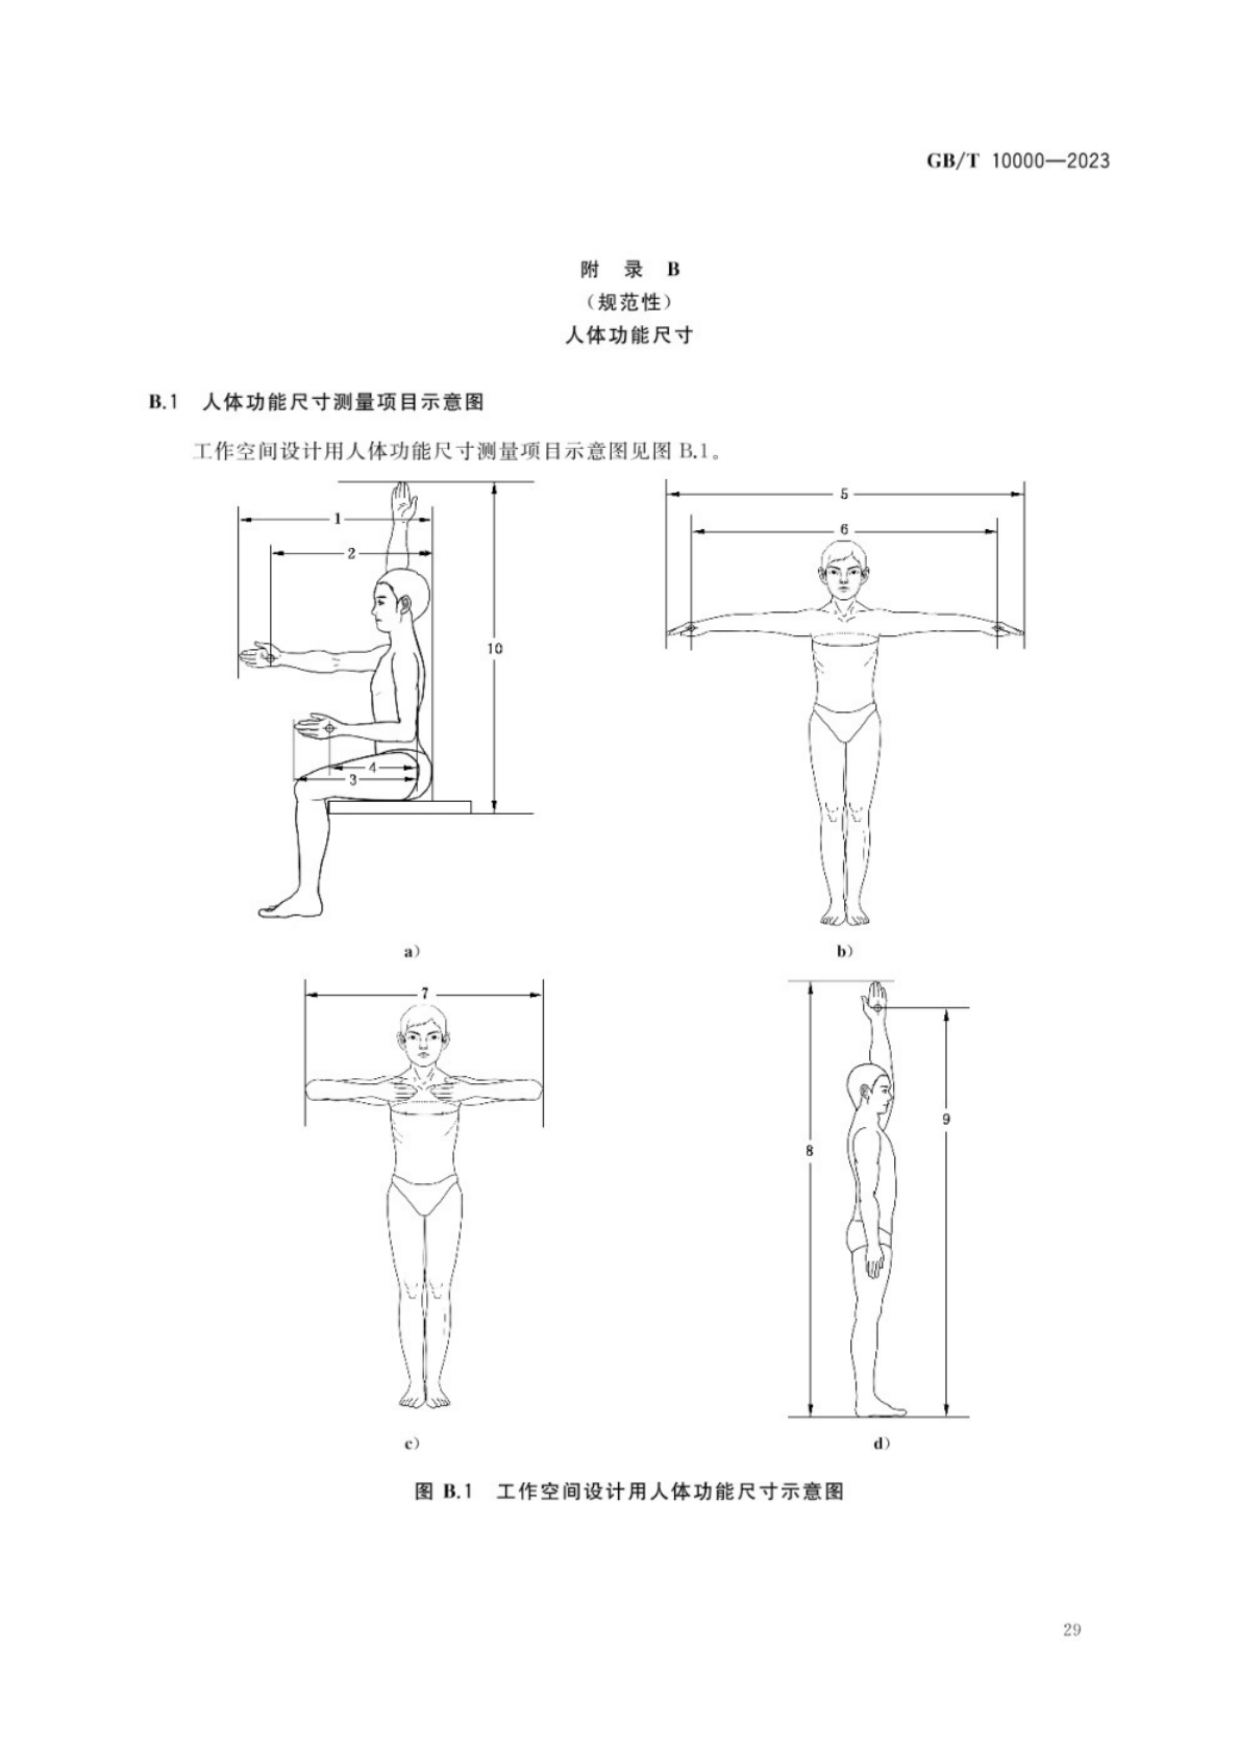 GB/T 10000—2023
附 录 B
（规范性）
人体功能尺寸
B.1 人体功能尺寸测量项目示意图
工作空间设计用人体功能尺寸测量项目示意图见图 B.1。
1
2
10
4
3
a）
5
6
b）
7
c）
8
9
d）
图 B.1 工作空间设计用人体功能尺寸示意图
29